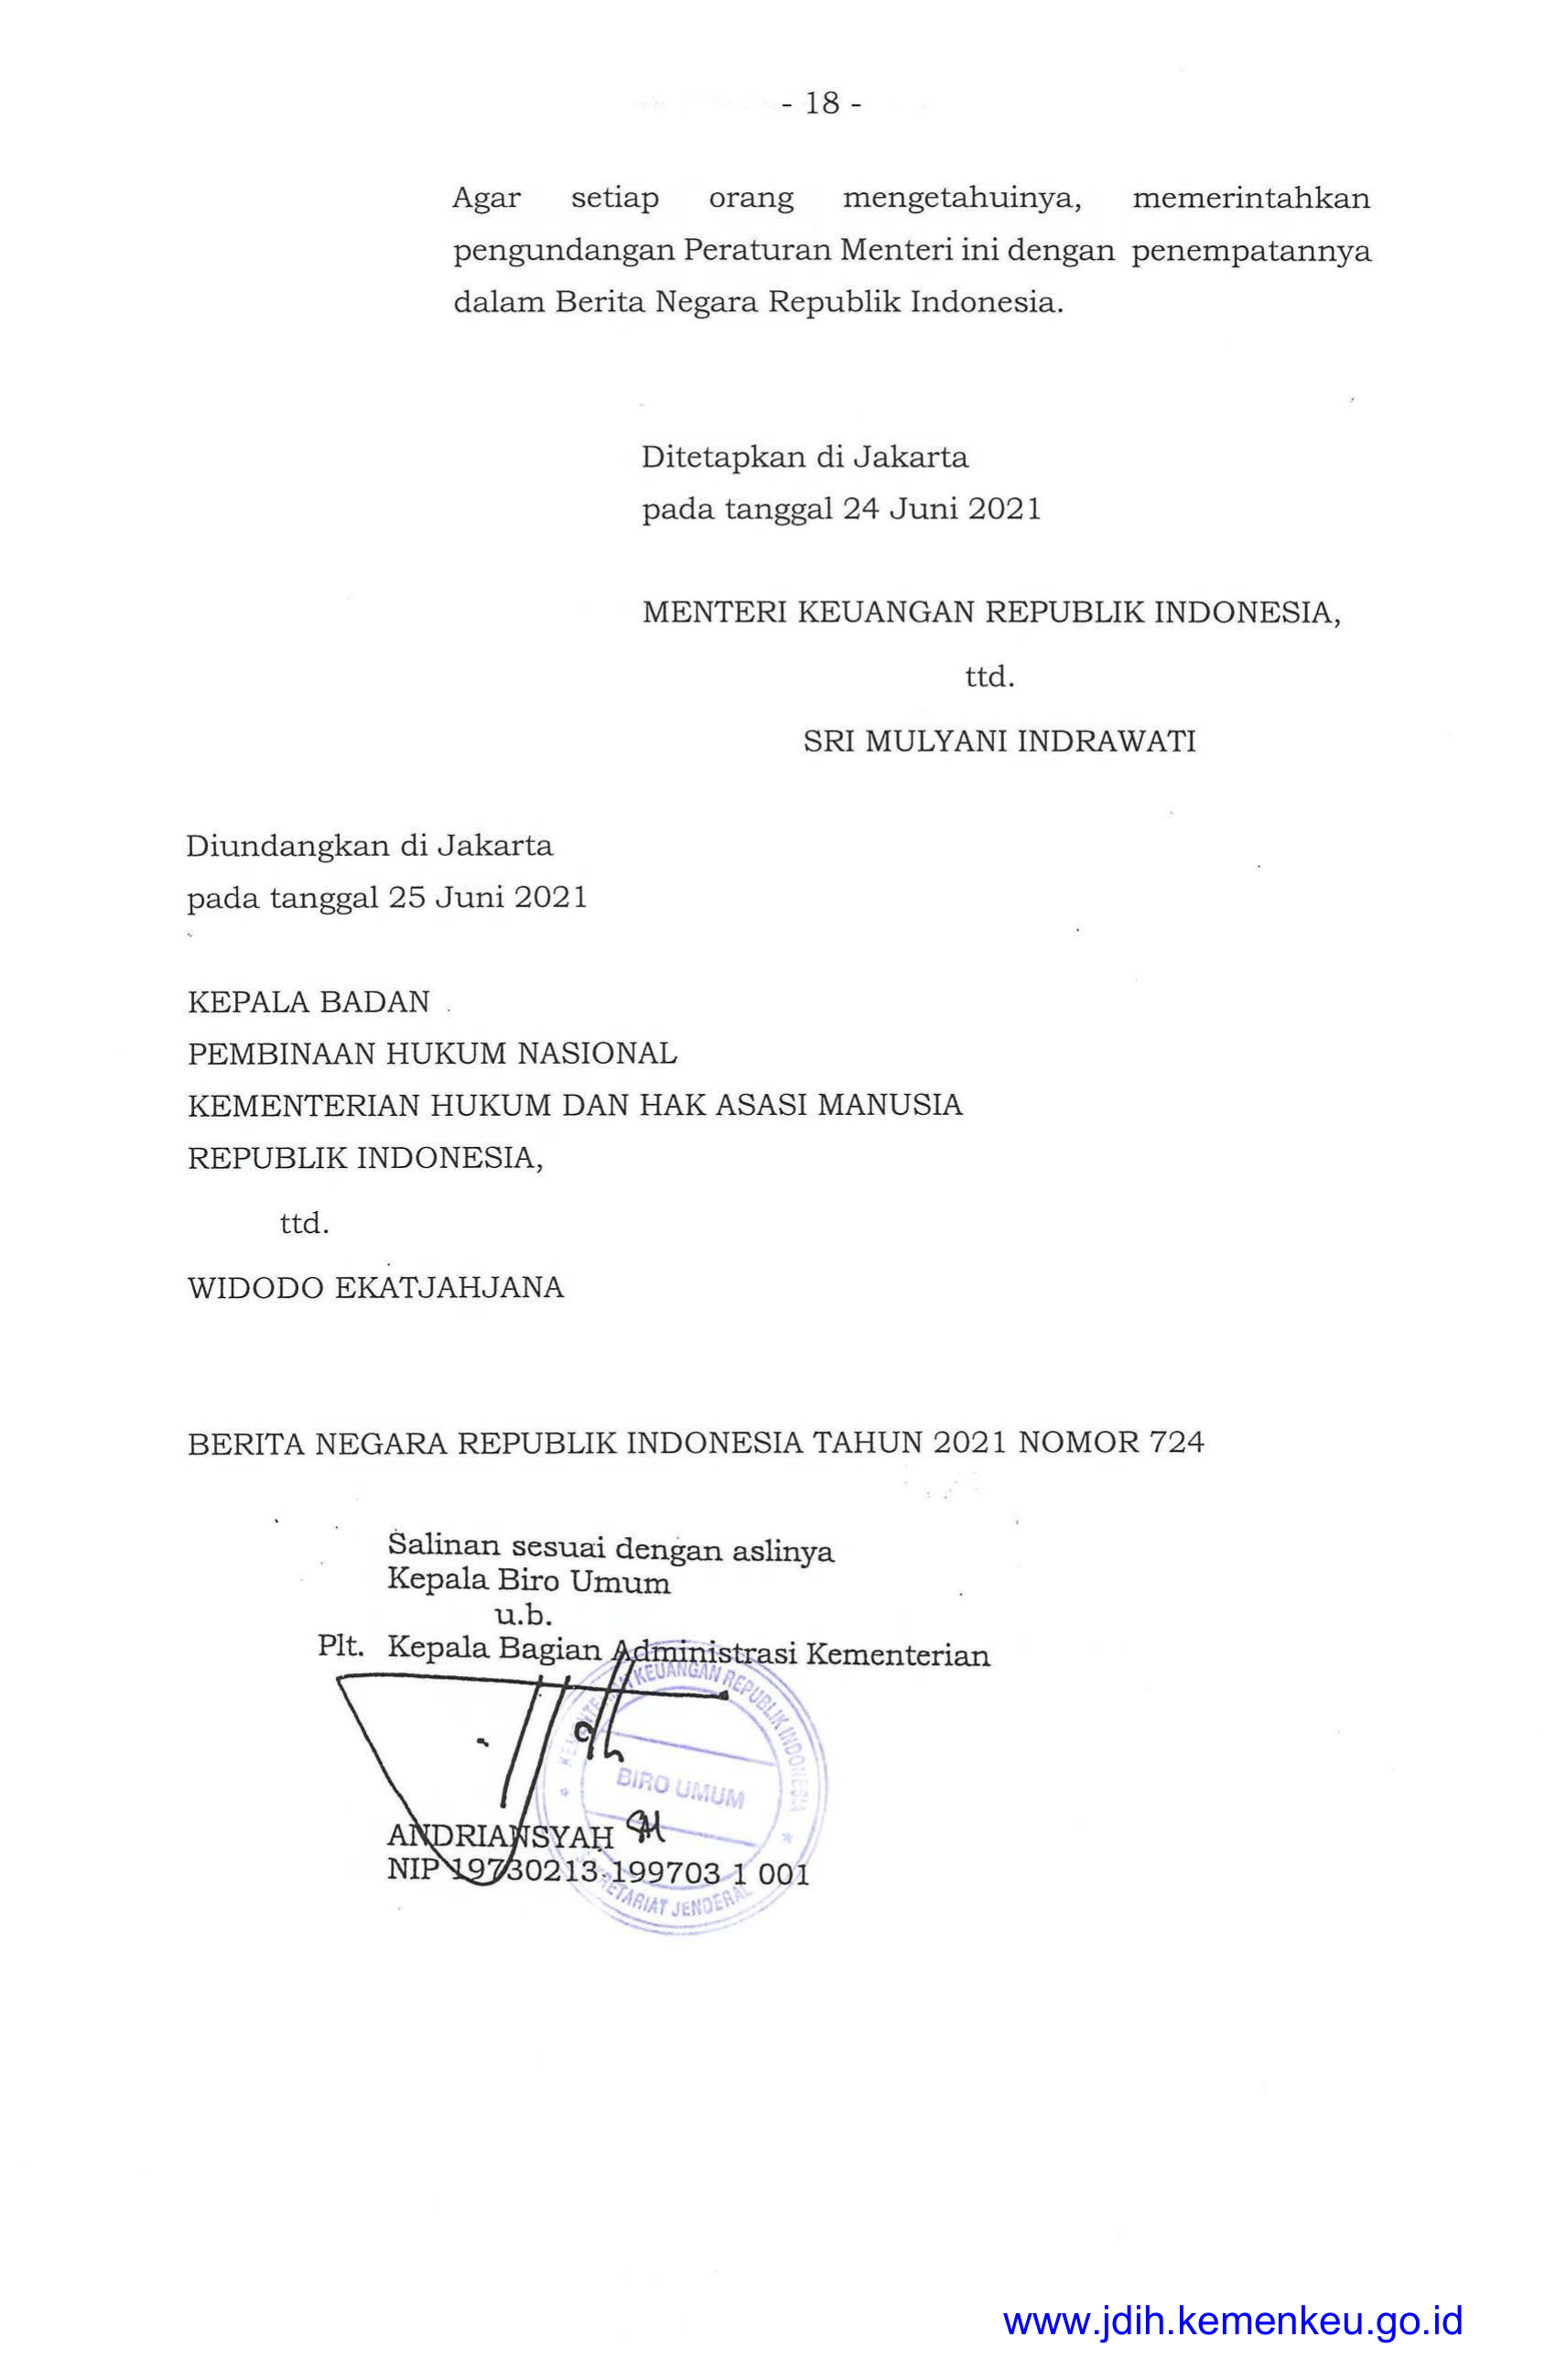 - 18 -
Agar setiap orang mengetahuinya, memerintahkan
pengundangan Peraturan Menteri ini dengan penempatannya
dalam Berita Negara Republik Indonesia.
Ditetapkan di Jakarta
pada tanggal 24 Juni 2021
MENTERI KEUANGAN REPUBLIK INDONESIA,
ttd.
SRI MULYANI INDRAWATI
Diundangkan di Jakarta
pada tanggal 25 Juni 2021
KEPALA BADAN
PEMBINAAN HUKUM NASIONAL
KEMENTERIAN HUKUM DAN HAK ASASI MANUSIA
REPUBLIK INDONESIA,
ttd.
WIDODO EKATJAHJANA
BERITA NEGARA REPUBLIK INDONESIA TAHUN 2021 NOMOR 724
Salinan sesuai dengan aslinya
Kepala Biro Umum
u.b.
Plt. Kepala Bagian Administrasi Kementerian
KEMENTERIAN KEUANGAN REPUBLIK INDONESIA
BIRO UMUM
SEKRETARIAT JENDERAL
ANDRIANSYAH
NIP 19730213 199703 1 001
www.jdih.kemenkeu.go.id